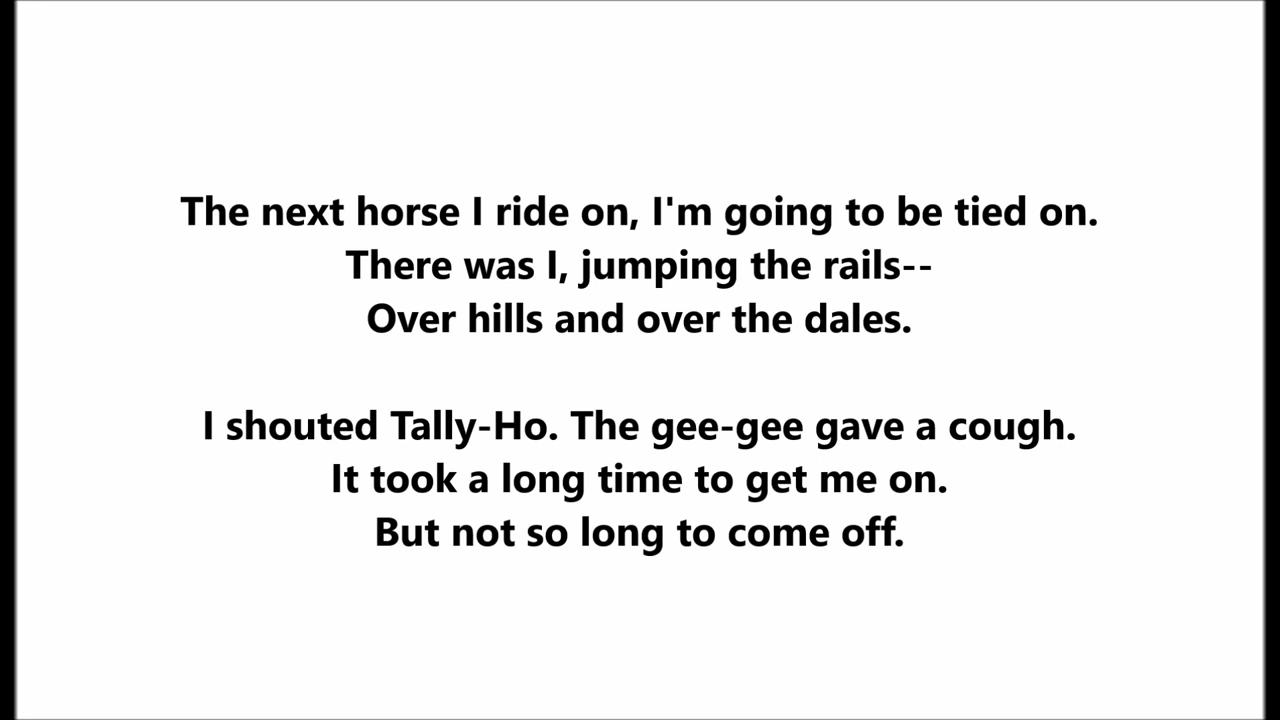 The next horse I ride on, I'm going to be tied on.
There was I, jumping the rails--
Over hills and over the dales.
I shouted Tally-Ho. The gee-gee gave a cough.
It took a long time to get me on.
But not so long to come off.